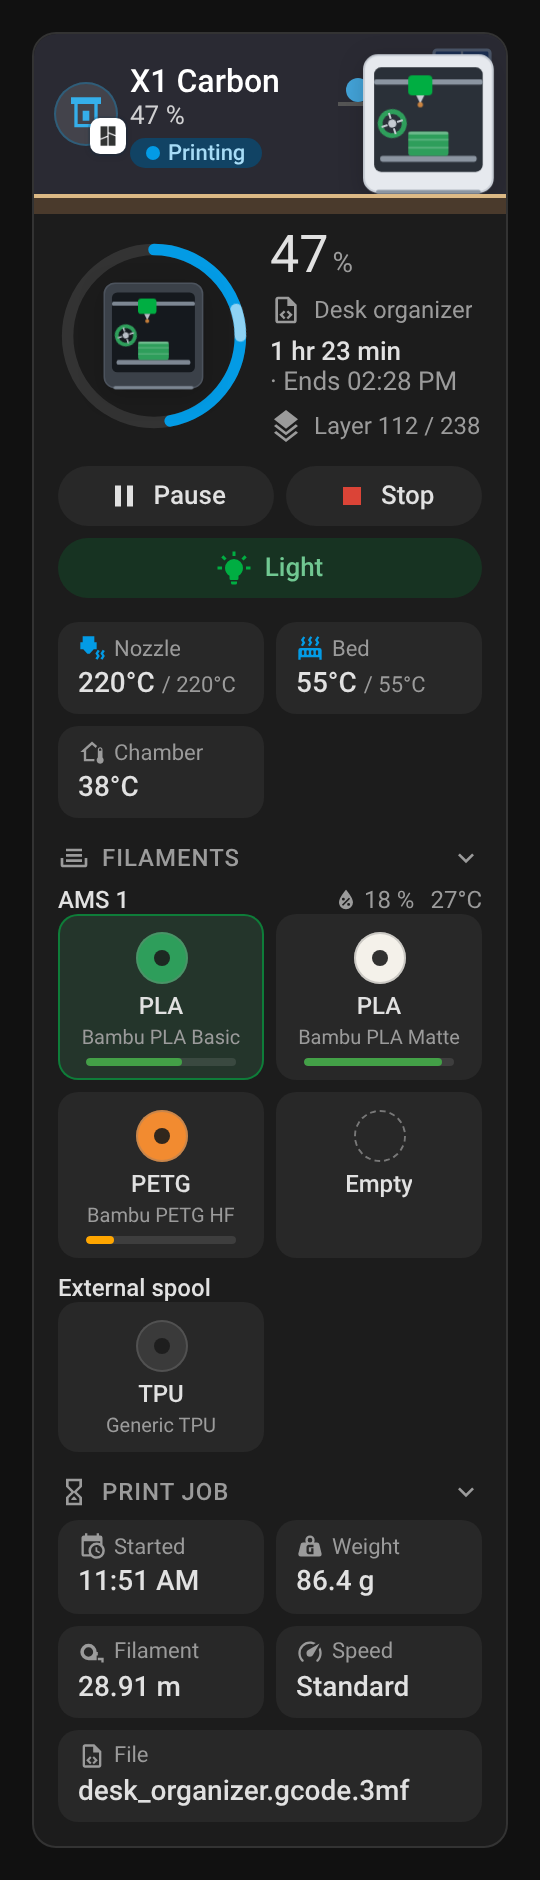 X1 Carbon
47 %
Printing
47 %
Desk organizer
1 hr 23 min
· Ends 02:28 PM
Layer 112 / 238
Pause
Stop
Light
Nozzle
220°C / 220°C
Bed
55°C / 55°C
Chamber
38°C
FILAMENTS
AMS 1
18 % 27°C
PLA
Bambu PLA Basic
PLA
Bambu PLA Matte
PETG
Bambu PETG HF
Empty
External spool
TPU
Generic TPU
PRINT JOB
Started
11:51 AM
Weight
86.4 g
Filament
28.91 m
Speed
Standard
File
desk_organizer.gcode.3mf